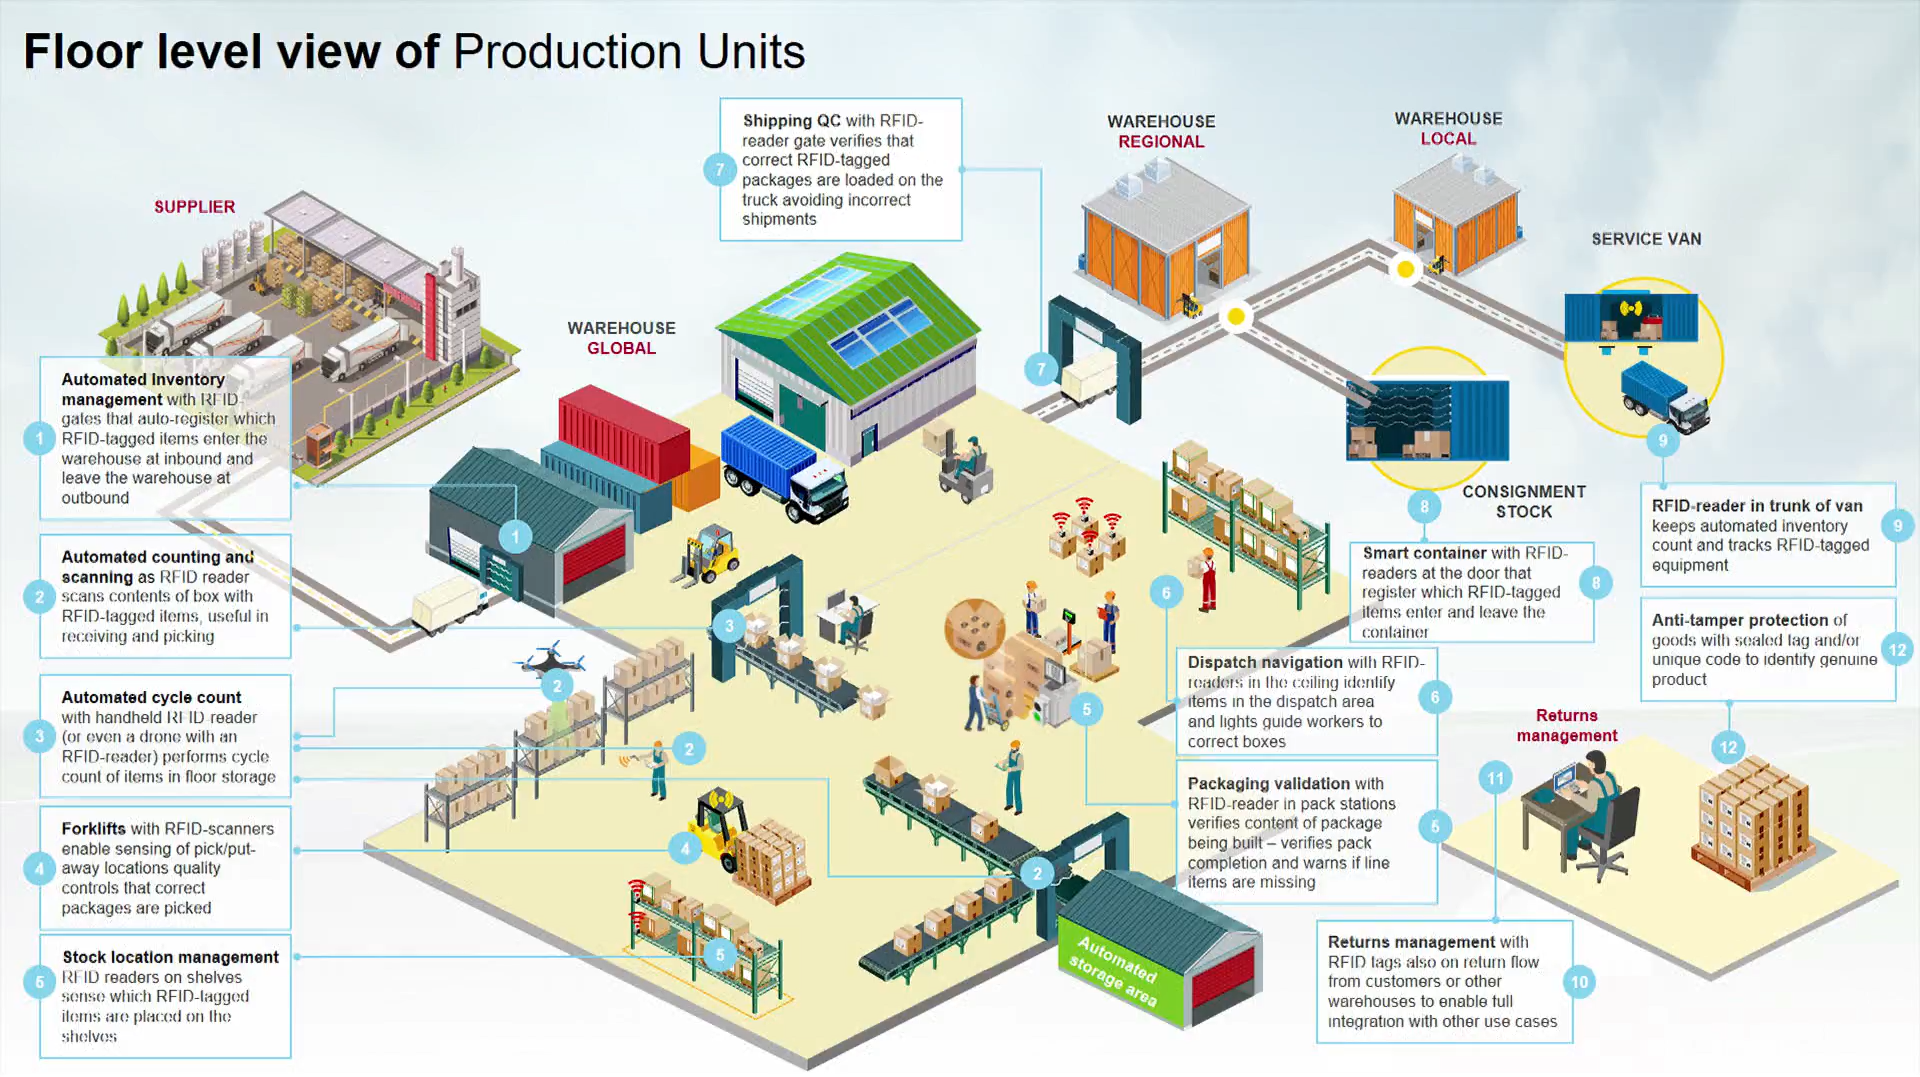 Floor level view of Production Units
SUPPLIER
WAREHOUSE
GLOBAL
WAREHOUSE
REGIONAL
WAREHOUSE
LOCAL
SERVICE VAN
CONSIGNMENT
STOCK
7
Shipping QC with RFID-
reader gate verifies that
correct RFID-tagged
packages are loaded on the
truck avoiding incorrect
shipments
7
1
Automated Inventory
management with RFID-
gates that auto-register which
RFID-tagged items enter the
warehouse at inbound and
leave the warehouse at
outbound
1
2
Automated counting and
scanning as RFID reader
scans contents of box with
RFID-tagged items, useful in
receiving and picking
3
3
Automated cycle count
with handheld RFID reader
(or even a drone with an
RFID-reader) performs cycle
count of items in floor storage
2
2
2
4
Forklifts with RFID-scanners
enable sensing of pick/put-
away locations quality
controls that correct
packages are picked
4
5
Stock location management
RFID readers on shelves
sense which RFID-tagged
items are placed on the
shelves
5
Automated
storage area
6
Dispatch navigation with RFID-
readers in the ceiling identify
items in the dispatch area
and lights guide workers to
correct boxes
6
5
Packaging validation with
RFID-reader in pack stations
verifies content of package
being built – verifies pack
completion and warns if line
items are missing
5
8
Smart container with RFID-
readers at the door that
register which RFID-tagged
items enter and leave the
container
8
9
RFID-reader in trunk of van
keeps automated inventory
count and tracks RFID-tagged
equipment
9
Anti-tamper protection of
goods with sealed tag and/or
unique code to identify genuine
product
12
12
Returns
management
11
Returns management with
RFID tags also on return flow
from customers or other
warehouses to enable full
integration with other use cases
10